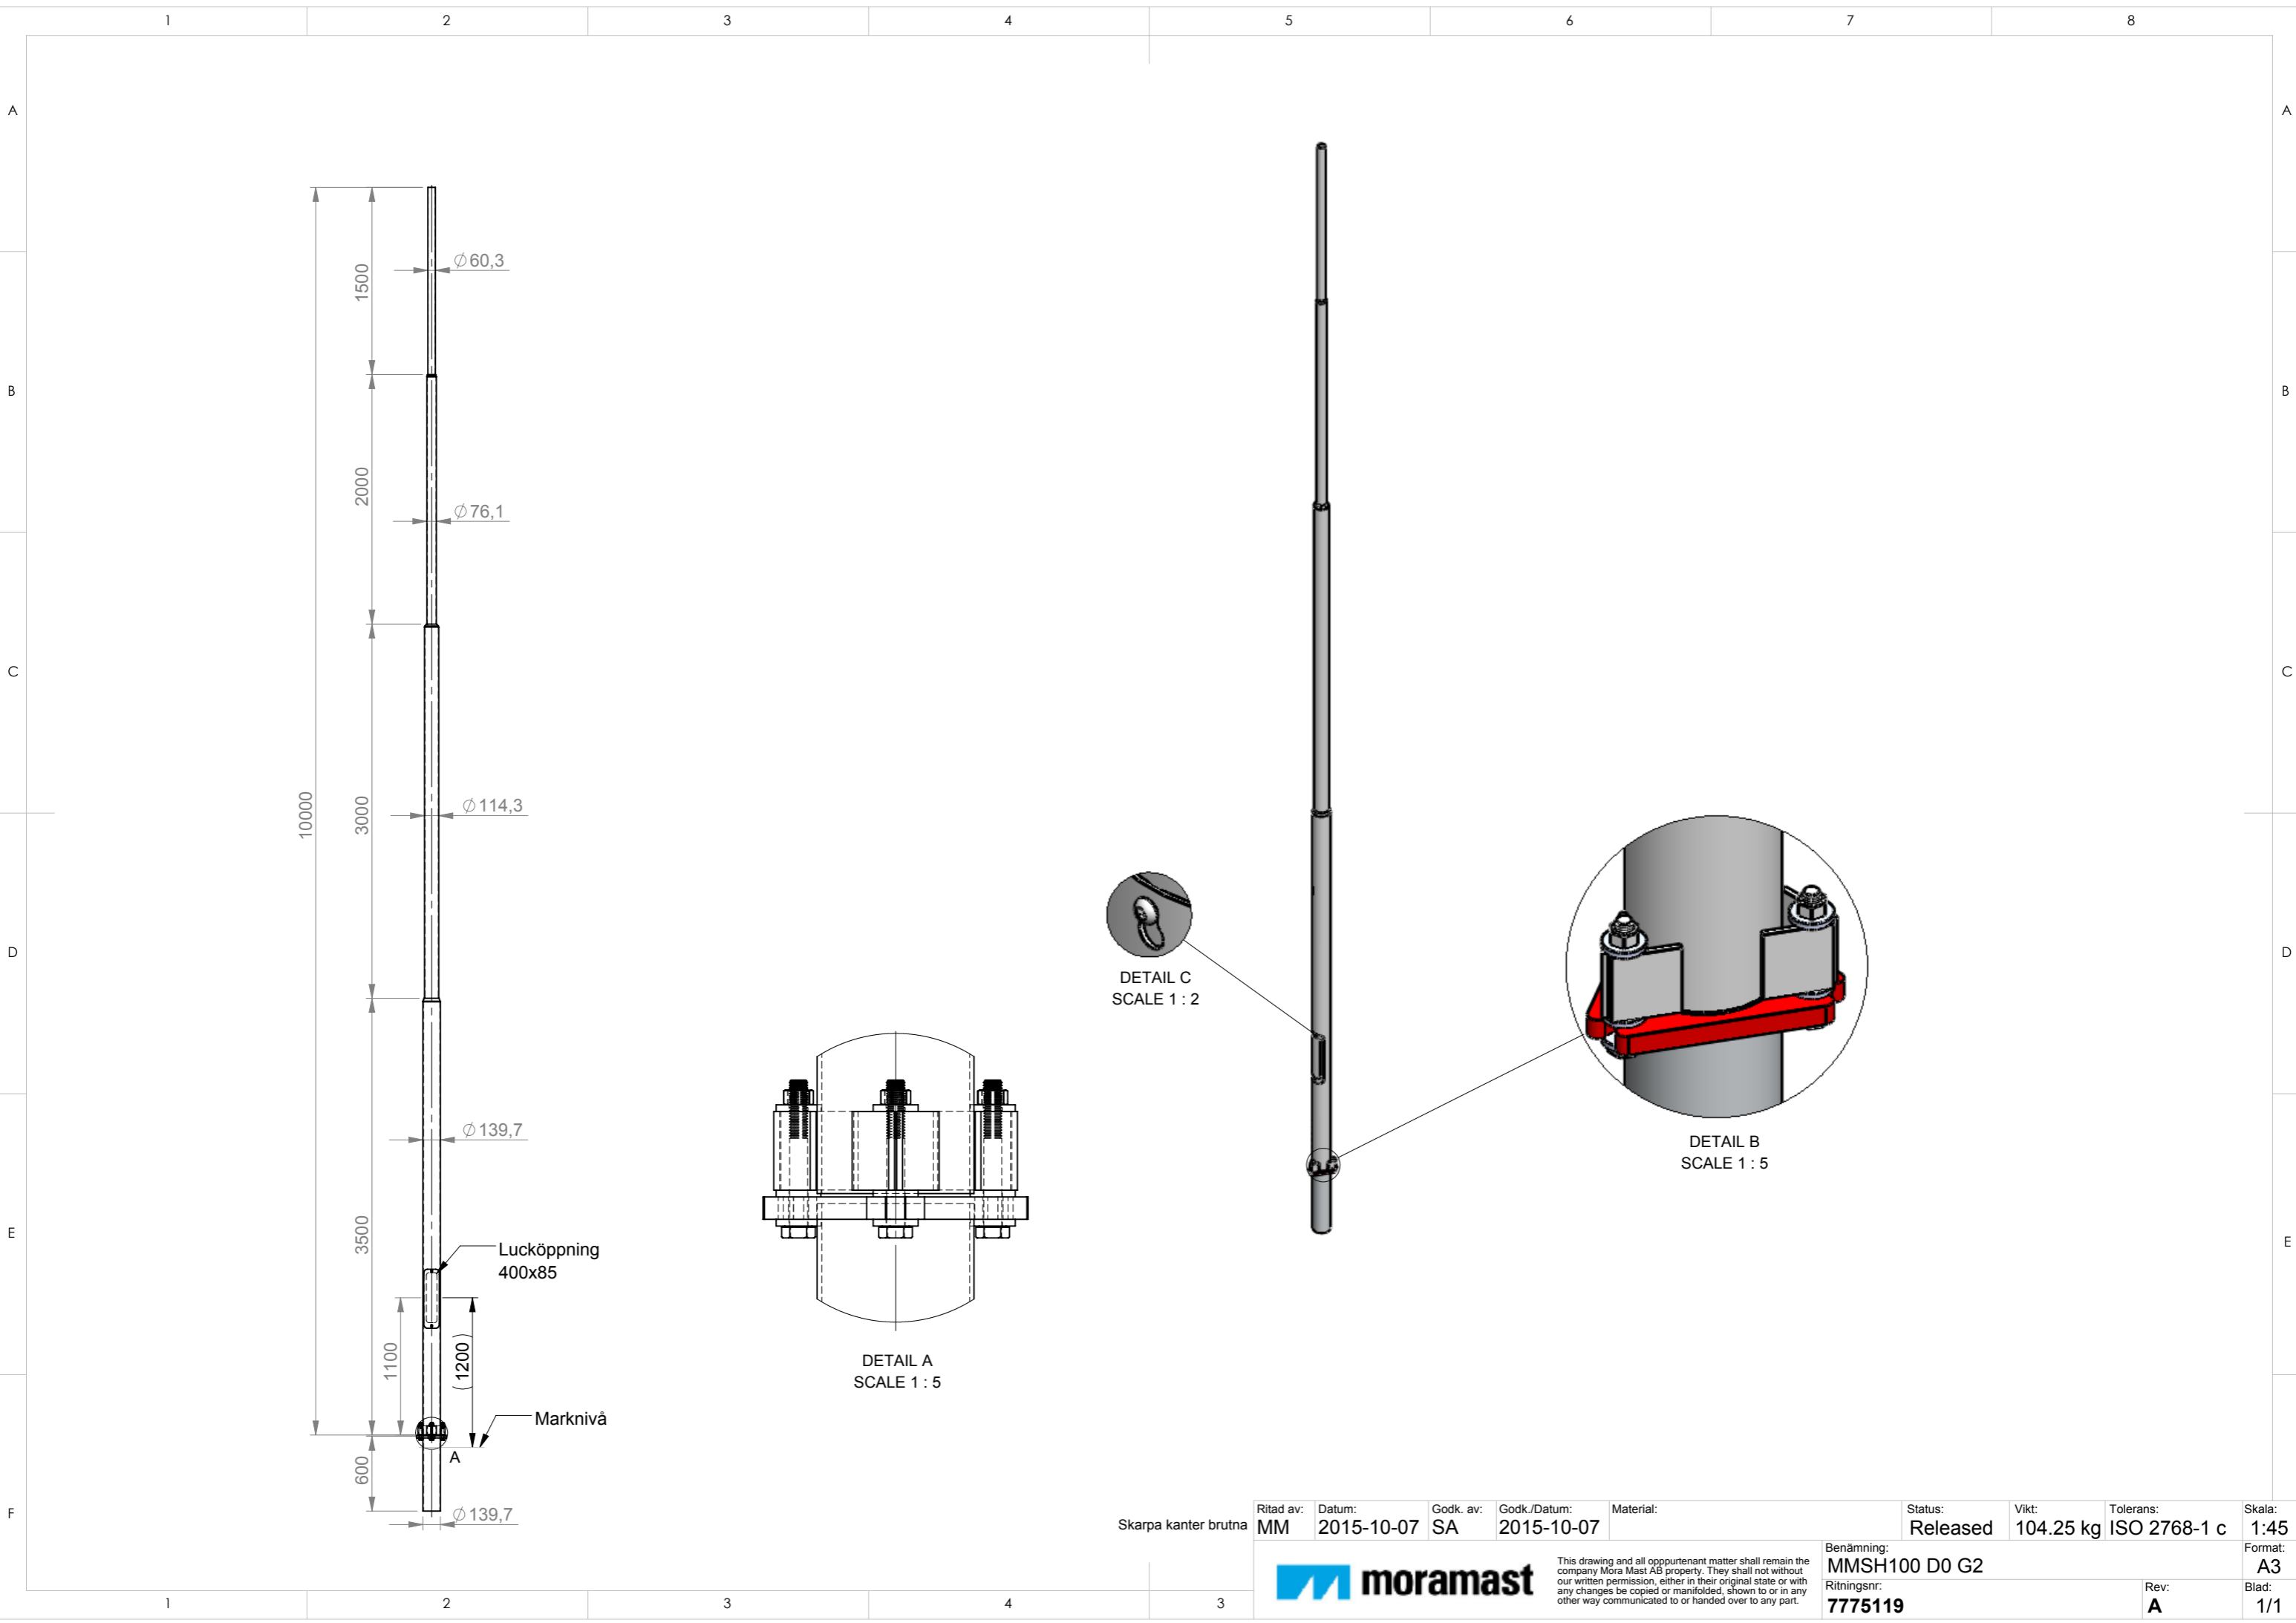 1 2 3 4 5 6 7 8
A A
B B
C C
D D
E E
F
10000
1500
2000
3000
3500
600
1100
(1200)
Ø60,3
Ø76,1
Ø114,3
Ø139,7
Ø139,7
Lucköppning
400x85
Marknivå
A
DETAIL A
SCALE 1 : 5
DETAIL C
SCALE 1 : 2
DETAIL B
SCALE 1 : 5
Skarpa kanter brutna
Ritad av: Datum: Godk. av: Godk./Datum: Material: Status: Vikt: Tolerans: Skala:
MM 2015-10-07 SA 2015-10-07 Released 104.25 kg ISO 2768-1 c 1:45
moramast
This drawing and all oppurtenant matter shall remain the
company Mora Mast AB property. They shall not without
our written permission, either in their original state or with
any changes be copied or manifolded, shown to or in any
other way communicated to or handed over to any part.
Benämning: Format:
MMSH100 D0 G2 A3
Ritningsnr: Rev: Blad:
7775119 A 1/1
1 2 3 4 3